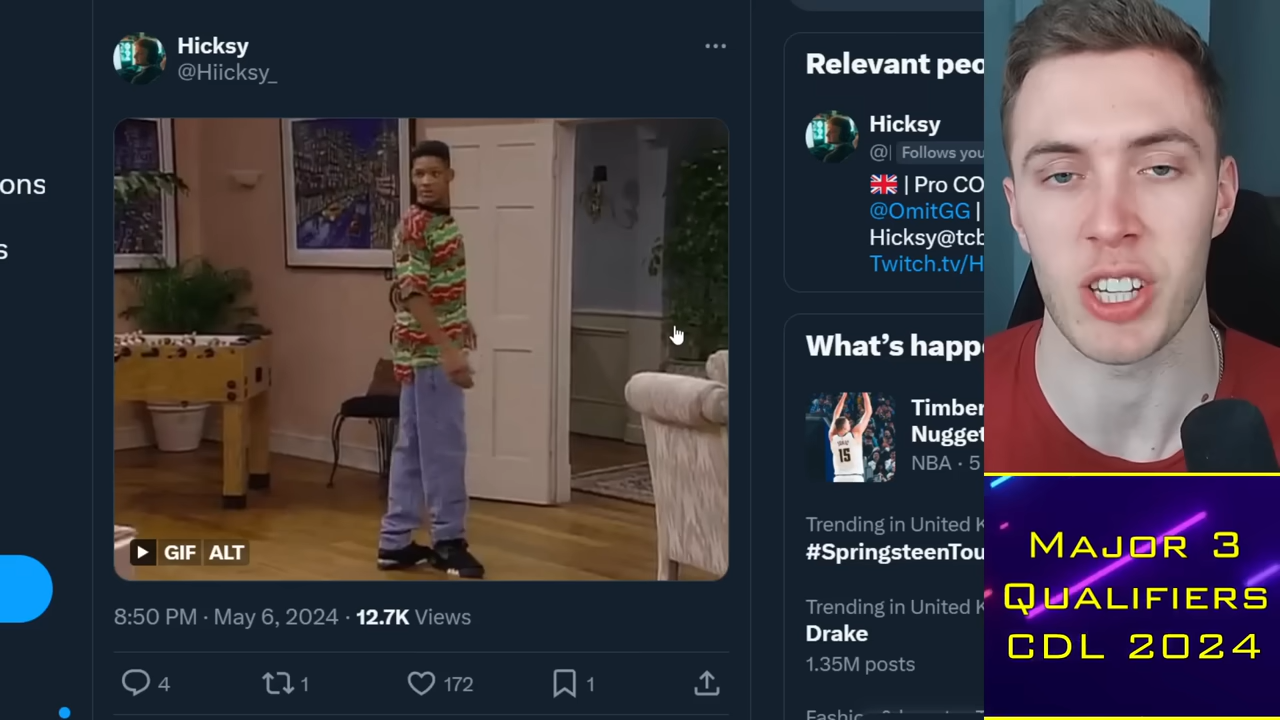 ons
s
Hicksy
@Hiicksy_
GIF ALT
8:50 PM · May 6, 2024 · 12.7K Views
4 1 172 1
Relevant peo
Hicksy
@| Follows you
🇬🇧 | Pro CO
@OmitGG |
Hicksy@tcb
Twitch.tv/H
What's happe
Timber
Nugget
15
NBA · 5
Trending in United K
#SpringsteenTou
Trending in United K
Drake
1.35M posts
MAJOR 3
QUALIFIERS
CDL 2024